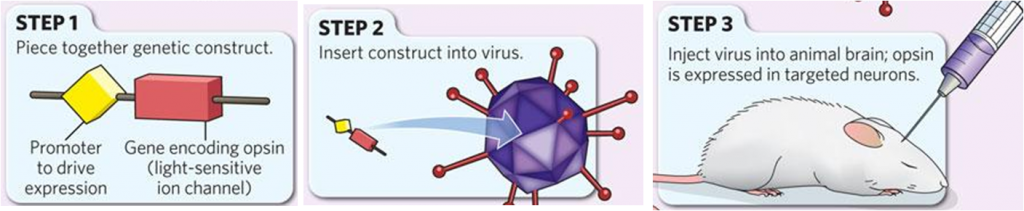 STEP 1
Piece together genetic construct.
Promoter
to drive
expression
Gene encoding opsin
(light-sensitive
ion channel)
STEP 2
Insert construct into virus.
STEP 3
Inject virus into animal brain; opsin
is expressed in targeted neurons.